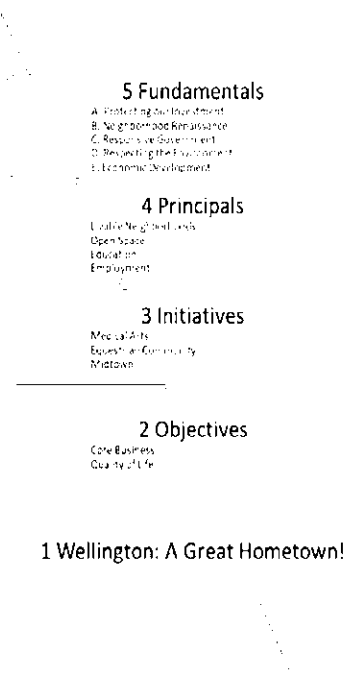 5 Fundamentals
A. Protecting our Investment
B. Neighborhood Renaissance
C. Responsive Government
D. Respecting the Environment
E. Economic Development
4 Principals
Livable Neighborhoods
Open Space
Education
Employment
3 Initiatives
Medical Arts
Equestrian Community
Midtown
2 Objectives
Core Business
Quality of Life
1 Wellington: A Great Hometown!